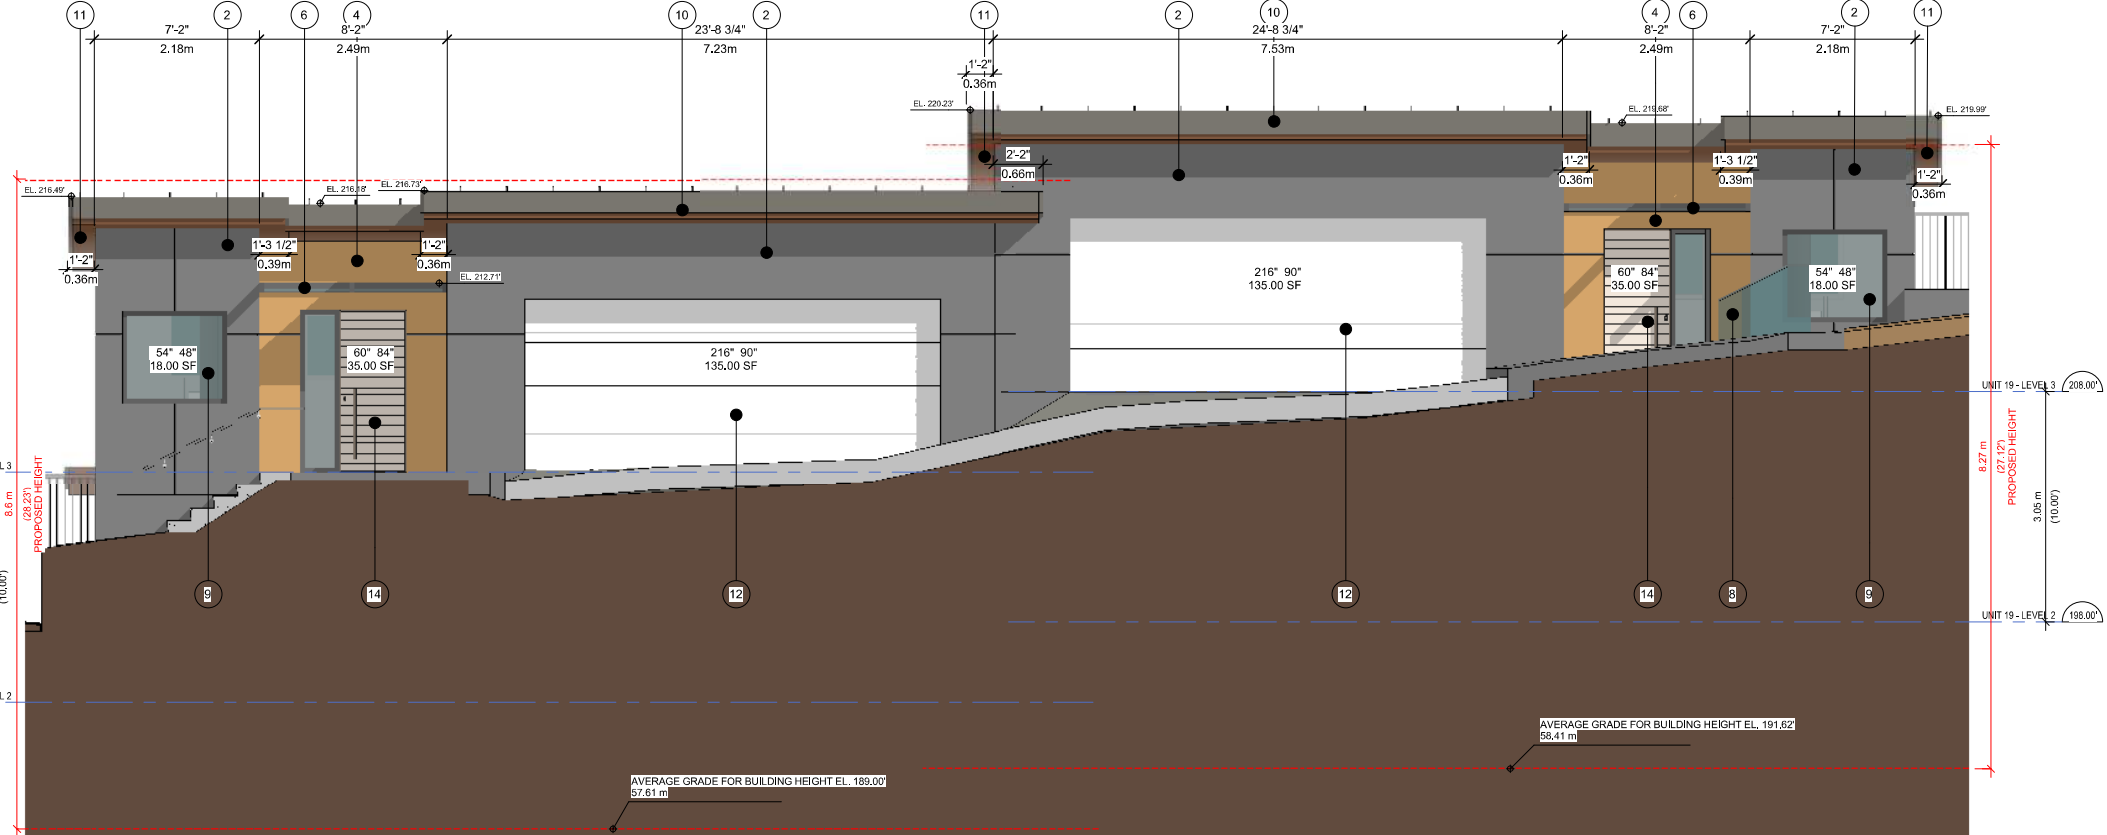 11
2
6
4
10
2
11
2
10
4
6
2
11
7'-2"
2.18m
8'-2"
2.49m
23'-8 3/4"
7.23m
24'-8 3/4"
7.53m
8'-2"
2.49m
7'-2"
2.18m
1'-2"
0.36m
EL. 220.23'
EL. 219.68'
EL. 219.99'
2'-2"
0.66m
1'-2"
0.36m
1'-3 1/2"
0.39m
1'-2"
0.36m
EL. 216.49'
EL. 216.18'
EL. 216.73'
1'-2"
0.36m
1'-3 1/2"
0.39m
1'-2"
0.36m
EL. 212.71'
216" 90"
135.00 SF
60" 84"
35.00 SF
54" 48"
18.00 SF
54" 48"
18.00 SF
60" 84"
35.00 SF
216" 90"
135.00 SF
UNIT 19 - LEVEL 3
208.00'
L 3
8.6 m
(28.23')
PROPOSED HEIGHT
8.27 m
(27.12')
PROPOSED HEIGHT
3.05 m
(10.00')
(10.00')
9
14
12
12
14
8
9
UNIT 19 - LEVEL 2
198.00'
L 2
AVERAGE GRADE FOR BUILDING HEIGHT EL. 191.62'
58.41 m
AVERAGE GRADE FOR BUILDING HEIGHT EL. 189.00'
57.61 m